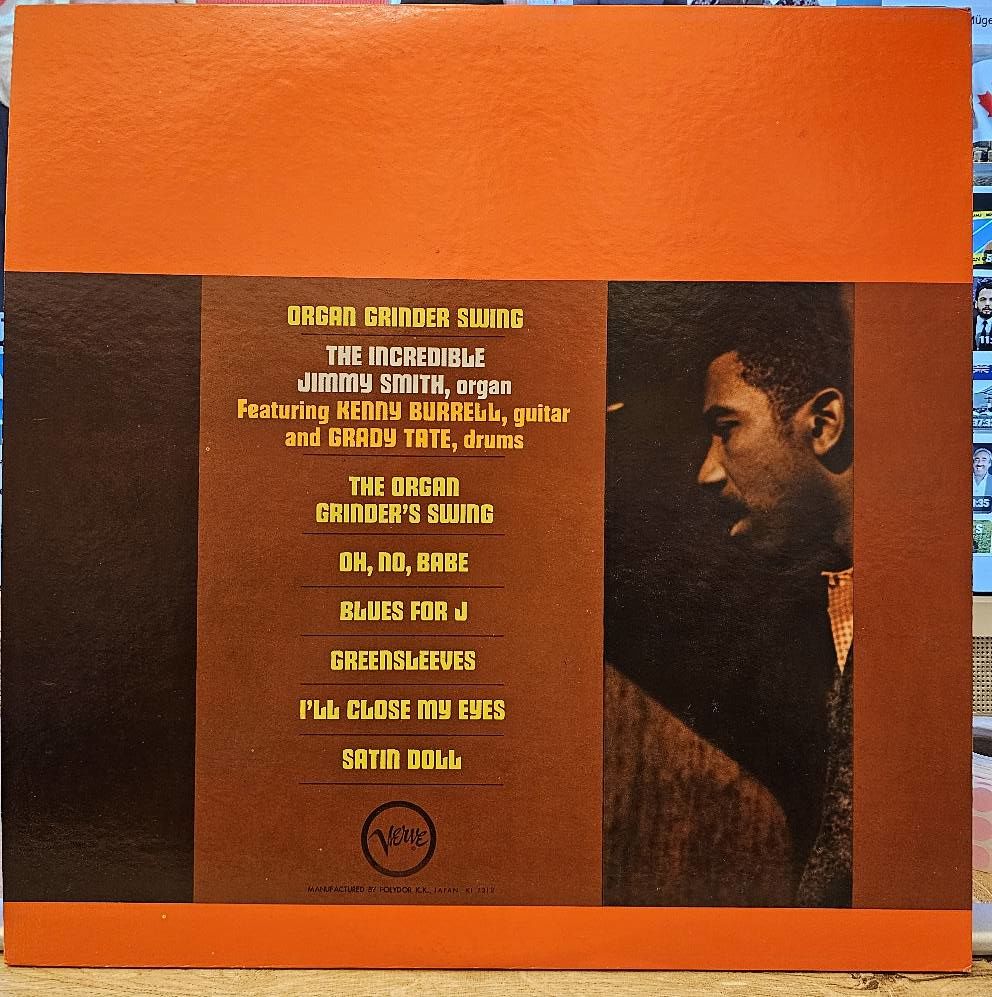 ORGAN GRINDER SWING
THE INCREDIBLE
JIMMY SMITH, organ
Featuring KENNY BURRELL, guitar
and GRADY TATE, drums
THE ORGAN
GRINDER'S SWING
OH, NO, BABE
BLUES FOR J
GREENSLEEVES
I'LL CLOSE MY EYES
SATIN DOLL
Verve
MANUFACTURED BY POLYDOR K.K., JAPAN